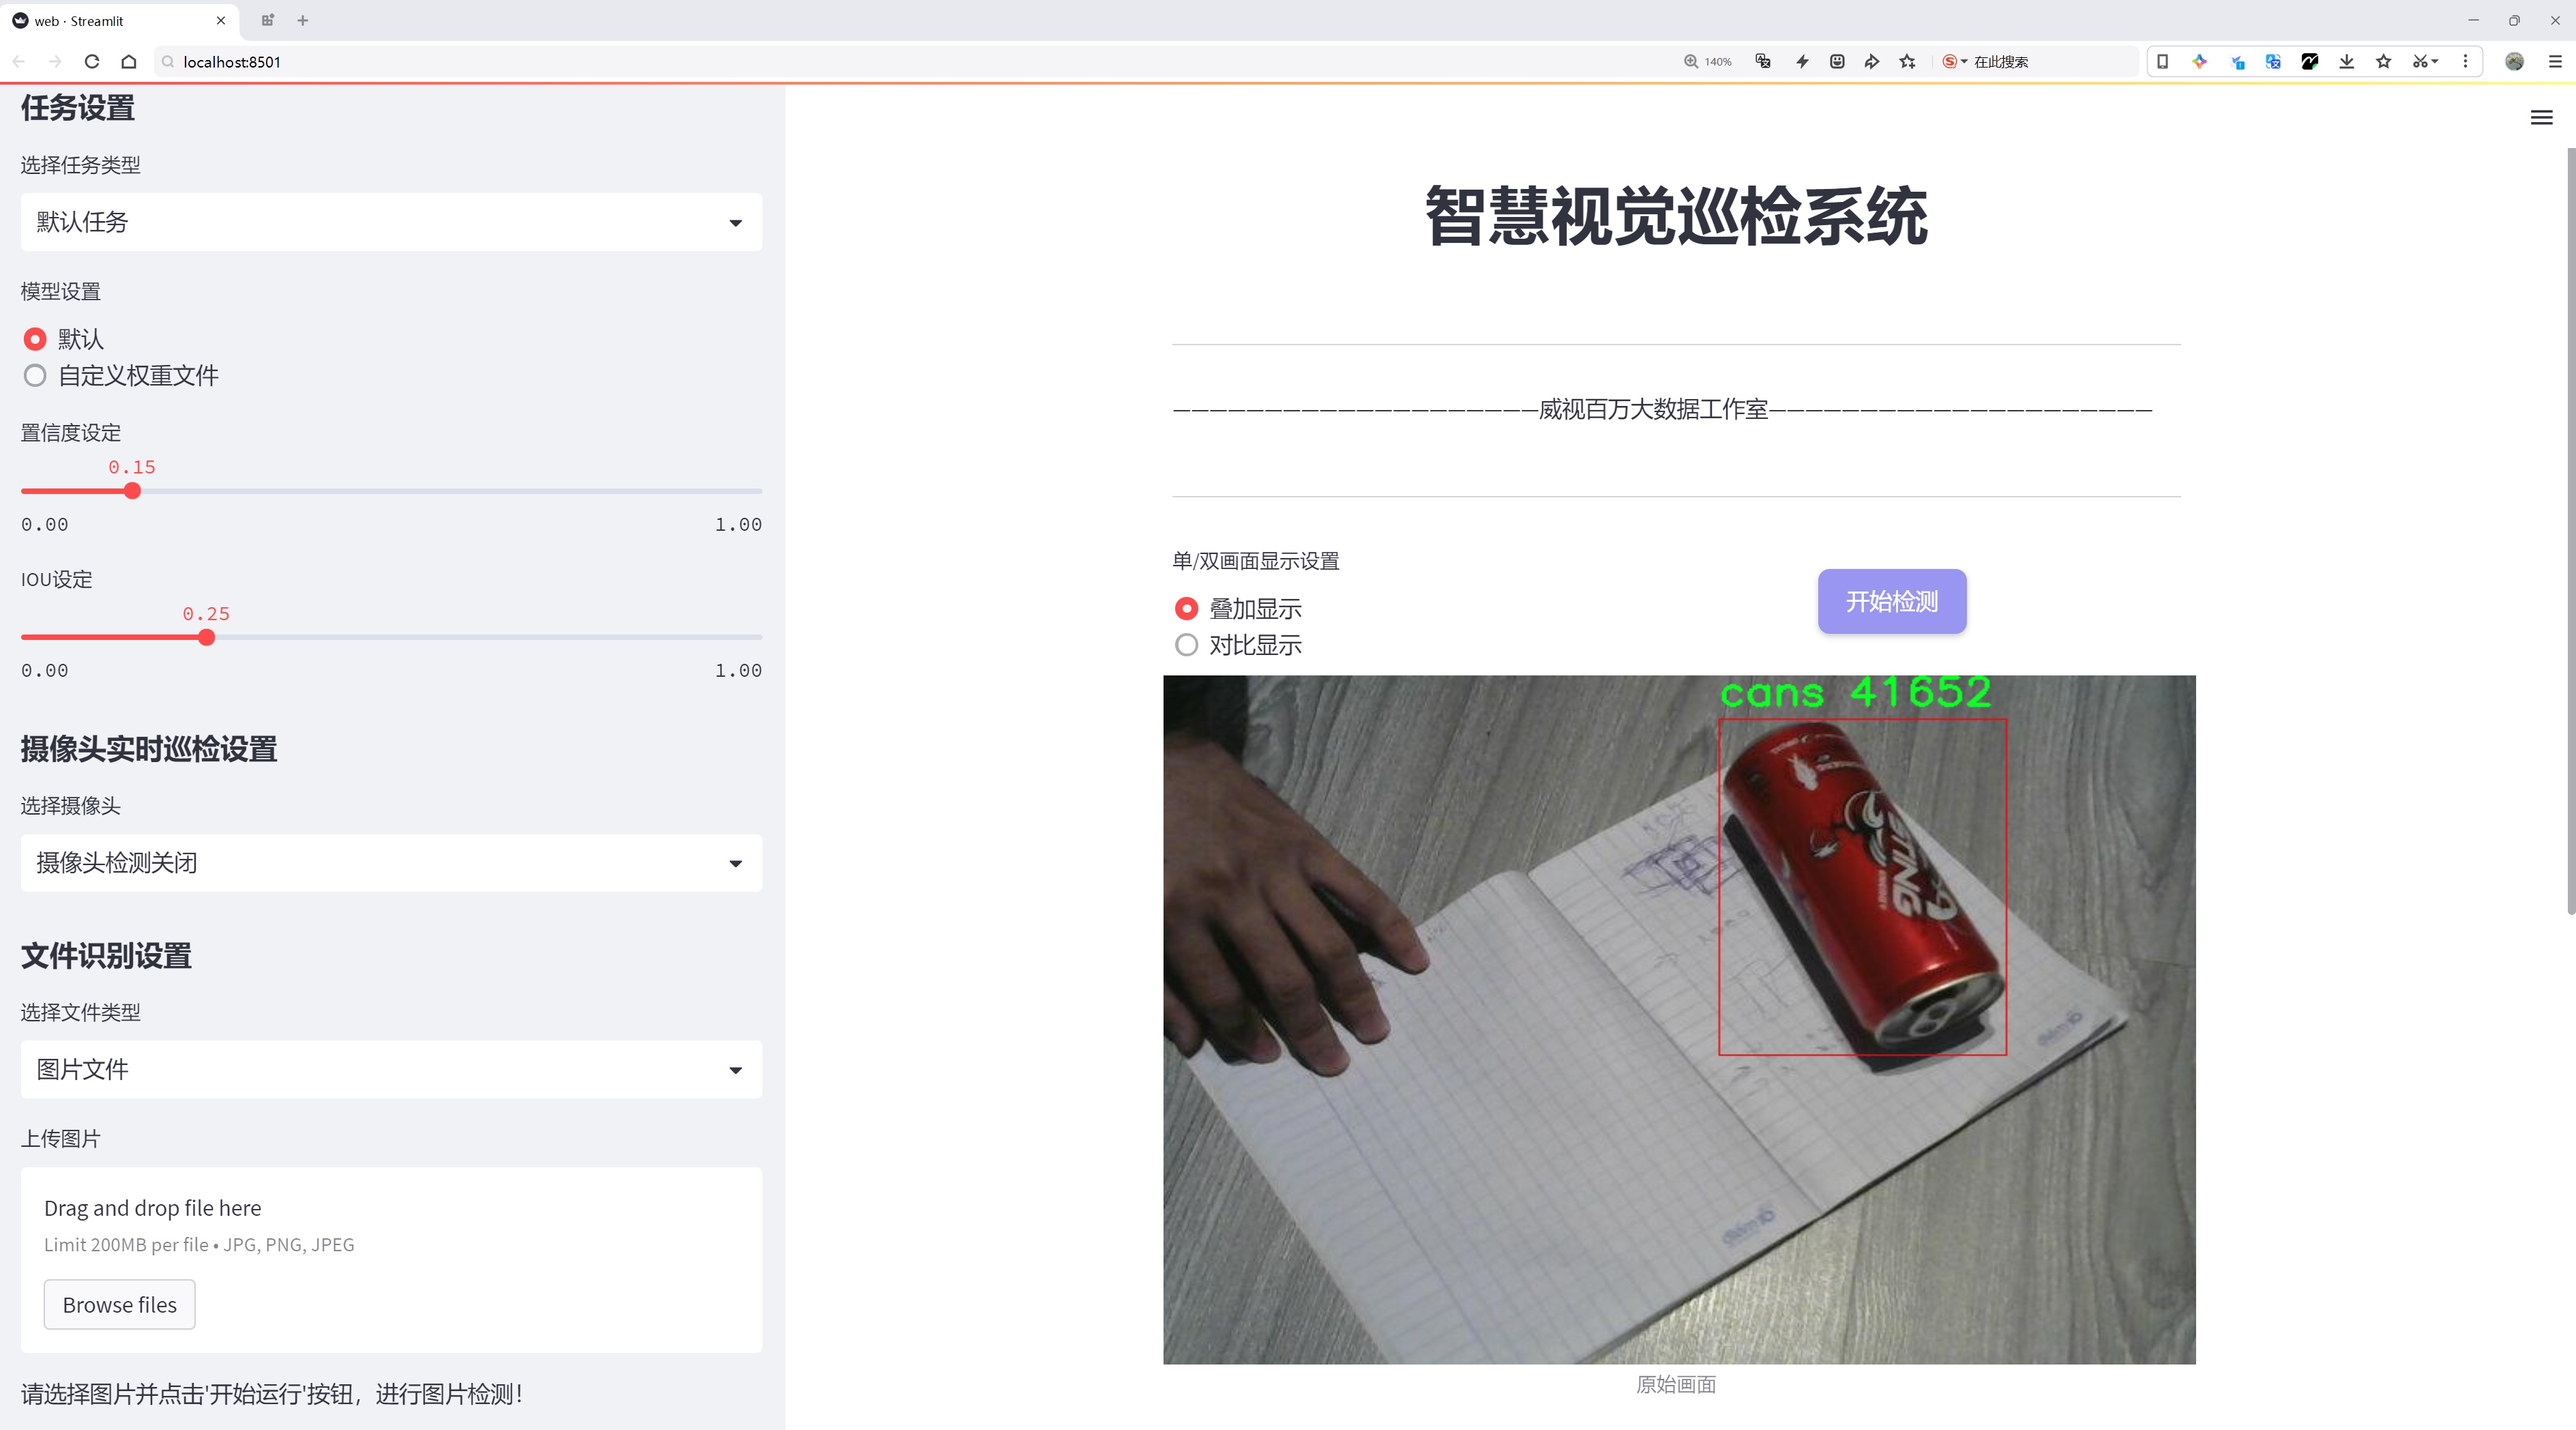 web · Streamlit
localhost:8501
140%
在此搜索
任务设置
选择任务类型
默认任务
模型设置
默认
自定义权重文件
置信度设定
0.15
0.00 1.00
IOU设定
0.25
0.00 1.00
摄像头实时巡检设置
选择摄像头
摄像头检测关闭
文件识别设置
选择文件类型
图片文件
上传图片
Drag and drop file here
Limit 200MB per file • JPG, PNG, JPEG
Browse files
请选择图片并点击'开始运行'按钮，进行图片检测！
智慧视觉巡检系统
————————————————————威视百万大数据工作室—————————————————————
单/双画面显示设置
叠加显示
对比显示
开始检测
cans 41652
STING
原始画面